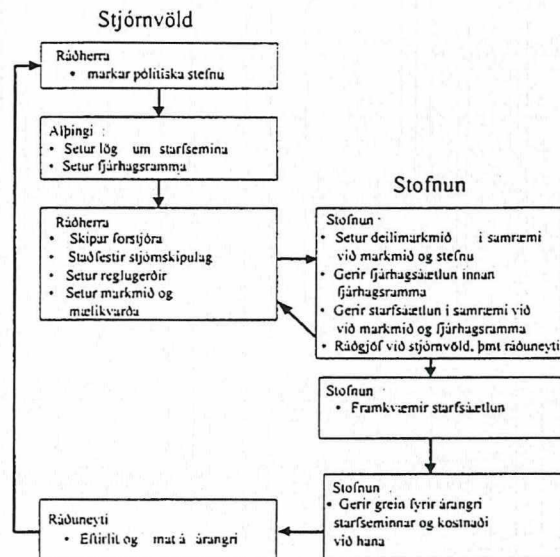 Stjórnvöld
Ráðherra
• markar pólitíska stefnu
Alþingi :
• Setur lög um starfsemina
• Setur fjárhagsramma
Ráðherra
• Skipar forstjóra
• Staðfestir stjórnskipulag
• Setur reglugerðir
• Setur markmið og
mælikvarða
Stofnun
Stofnun :
• Setur deilimarkmið í samræmi
við markmið og stefnu
• Gerir fjárhagsáætlun innan
fjárhagsramma
• Gerir starfsáætlun í samræmi við
við markmið og fjárhagsramma
• Ráðgjöf við stjórnvöld, þmt ráðuneyti
Stofnun
• Framkvæmir starfsáætlun
Stofnun
• Gerir grein fyrir árangri
starfseminnar og kostnaði
við hana
Ráðuneyti
• Eftirlit og mat á árangri